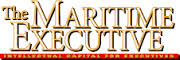 The MARITIME
EXECUTIVE
INTELLECTUAL CAPITAL FOR EXECUTIVES